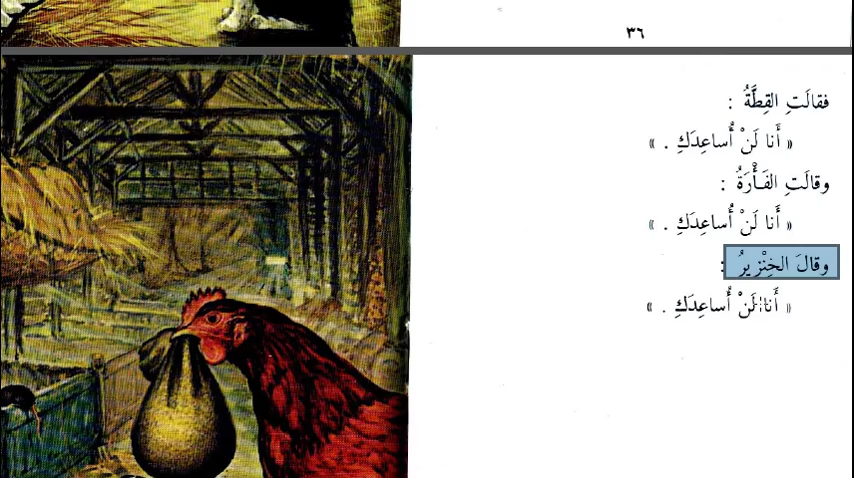 ٣٦
فقالَتِ القِطَّةُ :
« أَنا لَنْ أُساعِدَكِ . »
وقالَتِ الفَأْرَةُ :
« أَنا لَنْ أُساعِدَكِ . »
وقالَ الخِنْزيرُ :
« أَنا لَنْ أُساعِدَكِ . »